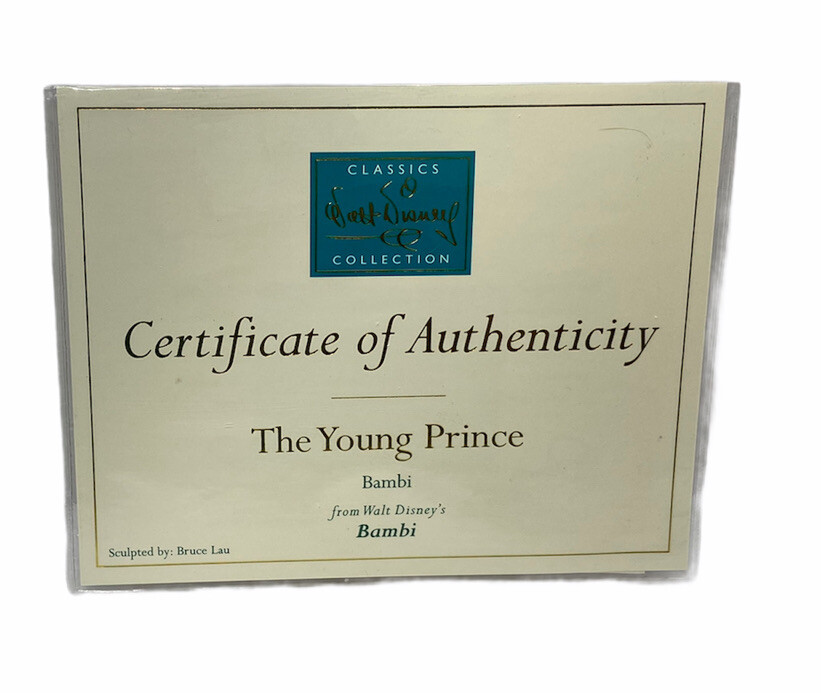 CLASSICS
Walt Disney
COLLECTION
Certificate of Authenticity
The Young Prince
Bambi
from Walt Disney's
Bambi
Sculpted by: Bruce Lau